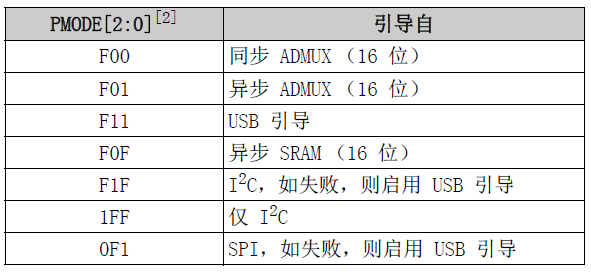 PMODE[2:0][2] 引导自
F00 同步 ADMUX (16 位)
F01 异步 ADMUX (16 位)
F11 USB 引导
F0F 异步 SRAM (16 位)
F1F I2C，如失败，则启用 USB 引导
1FF 仅 I2C
0F1 SPI，如失败，则启用 USB 引导